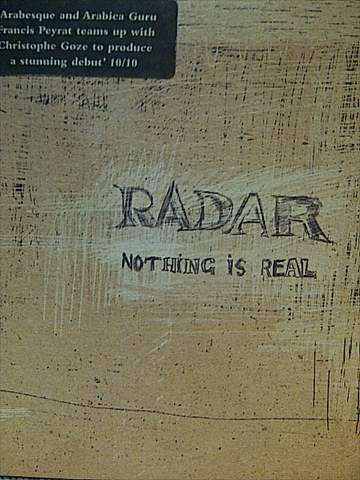 Arabesque and Arabica Guru
Francis Peyrat teams up with
Christophe Goze to produce
a stunning debut' 10/10
RADAR
NOTHING IS REAL